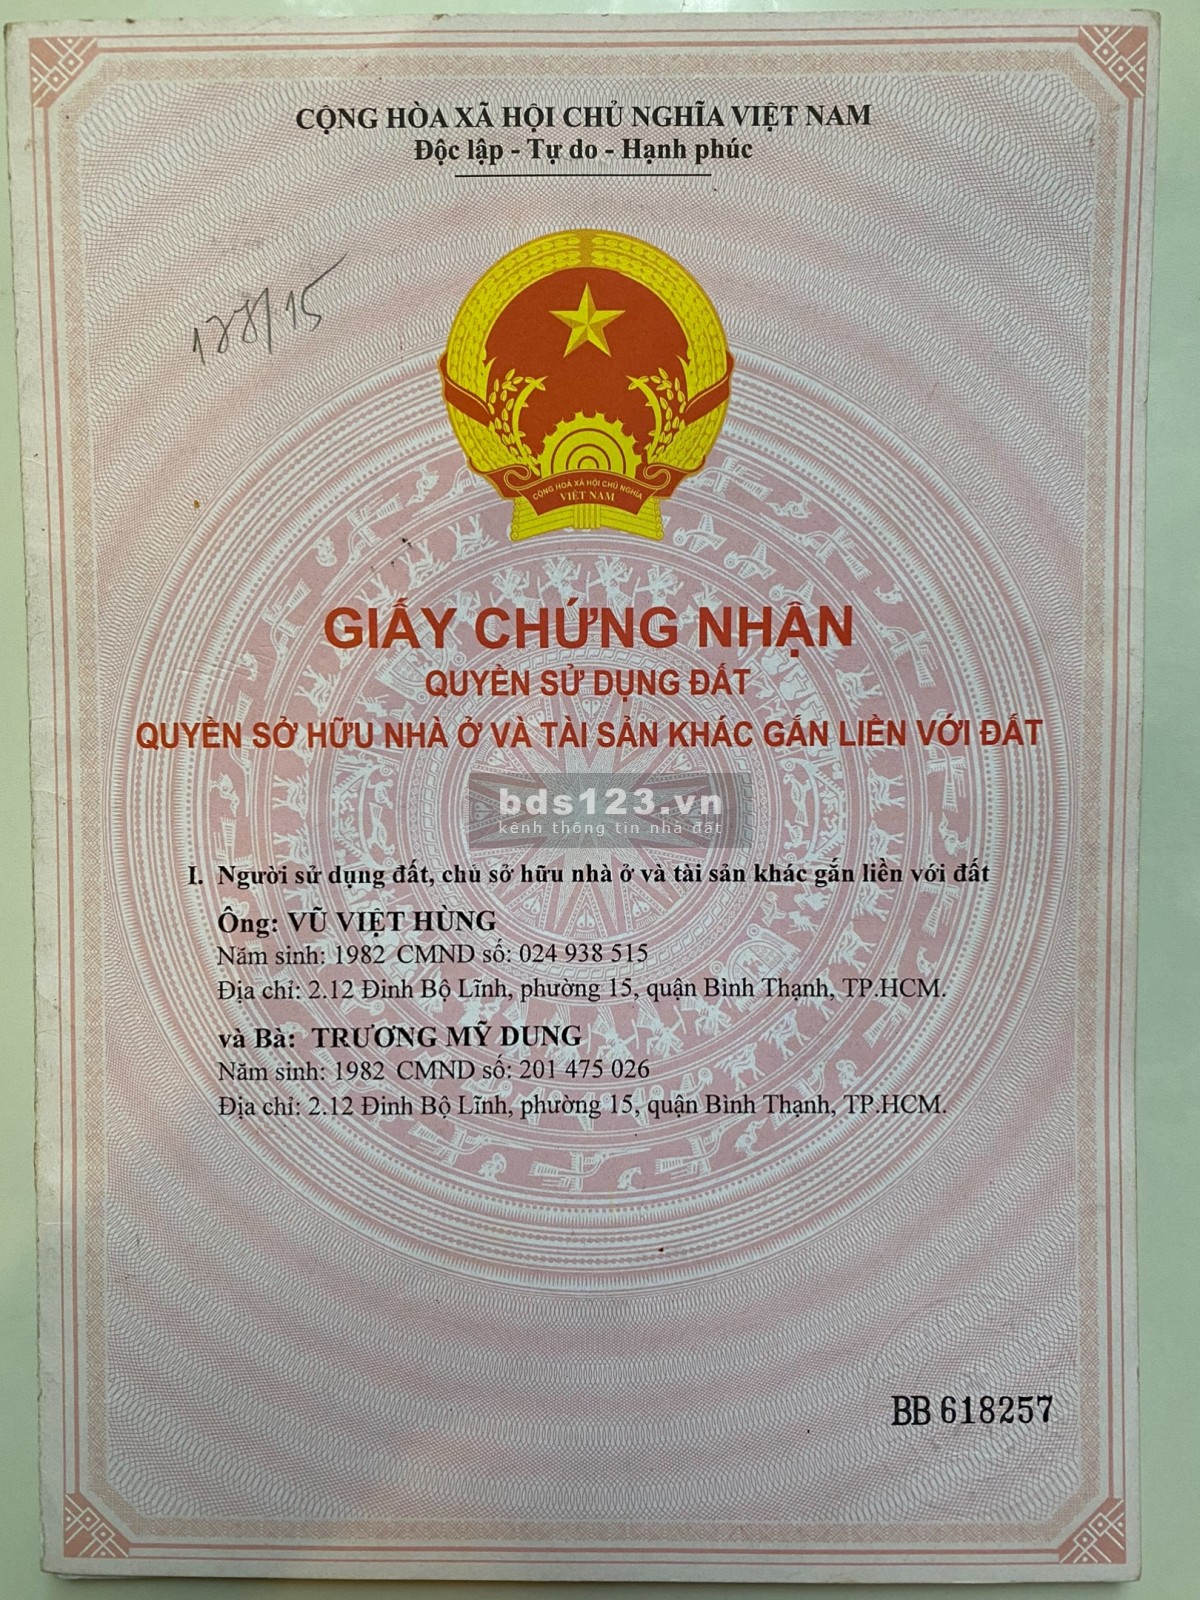 CỘNG HÒA XÃ HỘI CHỦ NGHĨA VIỆT NAM
Độc lập - Tự do - Hạnh phúc
CỘNG HOÀ XÃ HỘI CHỦ NGHĨA
VIỆT NAM
GIẤY CHỨNG NHẬN
QUYỀN SỬ DỤNG ĐẤT
QUYỀN SỞ HỮU NHÀ Ở VÀ TÀI SẢN KHÁC GẮN LIỀN VỚI ĐẤT
bds123.vn
kênh thông tin nhà đất
I. Người sử dụng đất, chủ sở hữu nhà ở và tài sản khác gắn liền với đất
Ông: VŨ VIỆT HÙNG
Năm sinh: 1982 CMND số: 024 938 515
Địa chỉ: 2.12 Đinh Bộ Lĩnh, phường 15, quận Bình Thạnh, TP.HCM.
và Bà: TRƯƠNG MỸ DUNG
Năm sinh: 1982 CMND số: 201 475 026
Địa chỉ: 2.12 Đinh Bộ Lĩnh, phường 15, quận Bình Thạnh, TP.HCM.
BB 618257